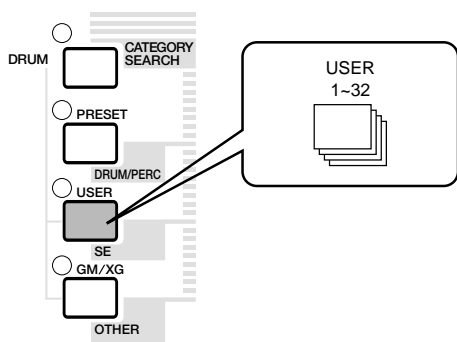 DRUM
CATEGORY
SEARCH
PRESET
DRUM/PERC
USER
SE
GM/XG
OTHER
USER
1~32